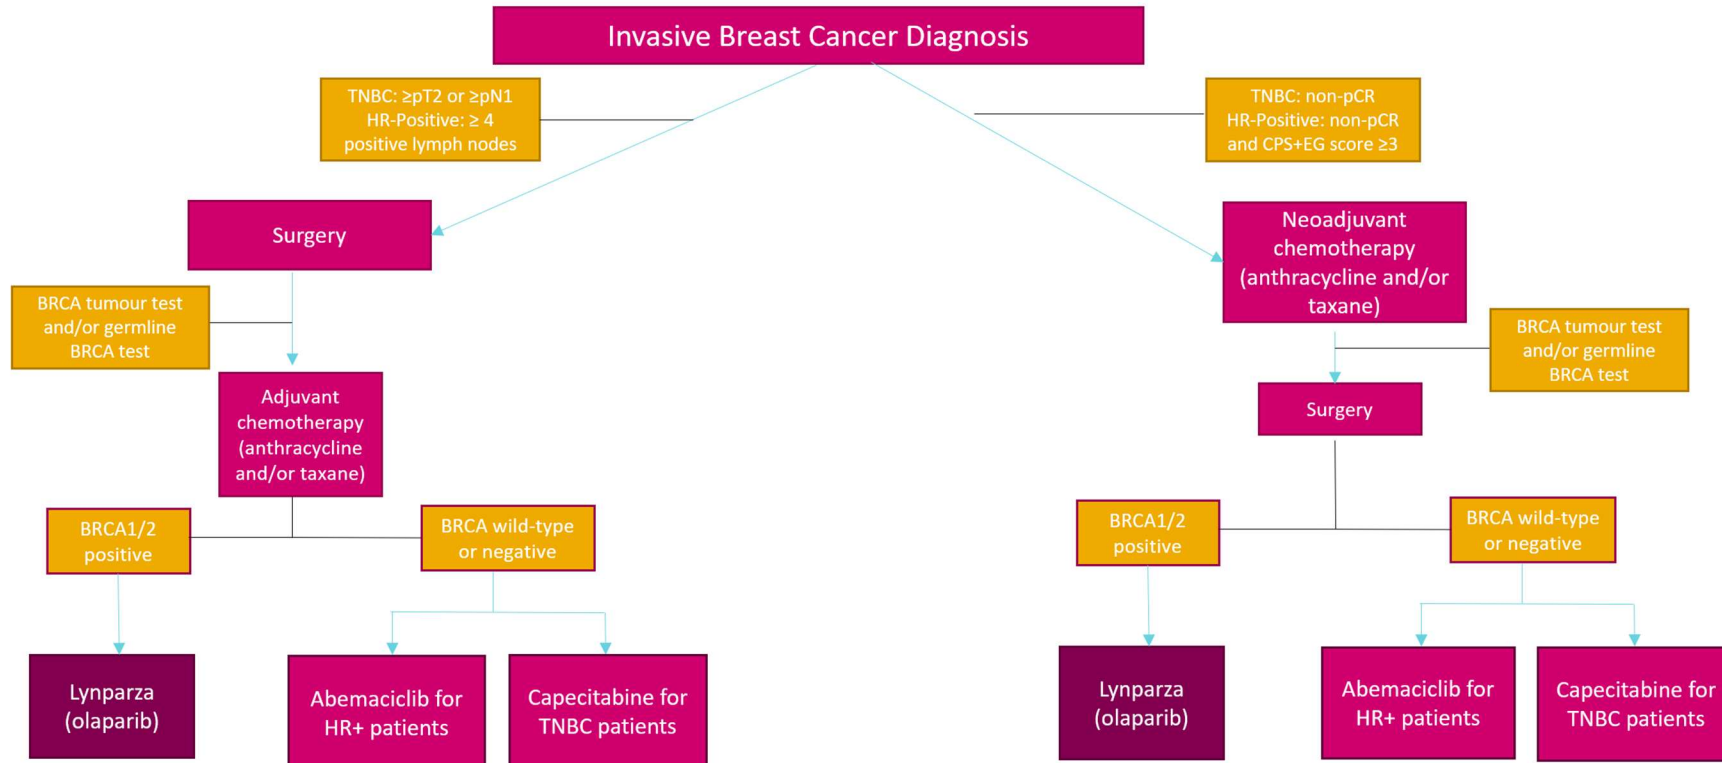 Invasive Breast Cancer Diagnosis
TNBC: ≥pT2 or ≥pN1
HR-Positive: ≥ 4
positive lymph nodes
TNBC: non-pCR
HR-Positive: non-pCR
and CPS+EG score ≥3
Surgery
Neoadjuvant
chemotherapy
(anthracycline and/or
taxane)
BRCA tumour test
and/or germline
BRCA test
BRCA tumour test
and/or germline
BRCA test
Adjuvant
chemotherapy
(anthracycline
and/or taxane)
Surgery
BRCA1/2
positive
BRCA wild-type
or negative
BRCA1/2
positive
BRCA wild-type
or negative
Lynparza
(olaparib)
Abemaciclib for
HR+ patients
Capecitabine for
TNBC patients
Lynparza
(olaparib)
Abemaciclib for
HR+ patients
Capecitabine for
TNBC patients